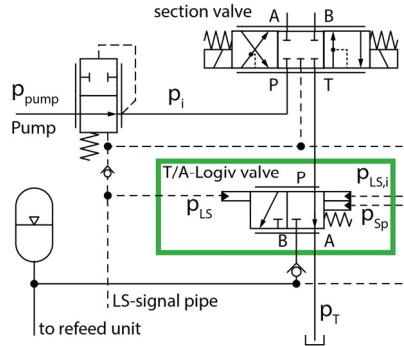 section valve
A B
p_pump
p_i
Pump
P T
T/A-Logiv valve
P
p_LS,i
p_LS
p_Sp
B A
LS-signal pipe
p_T
to refeed unit